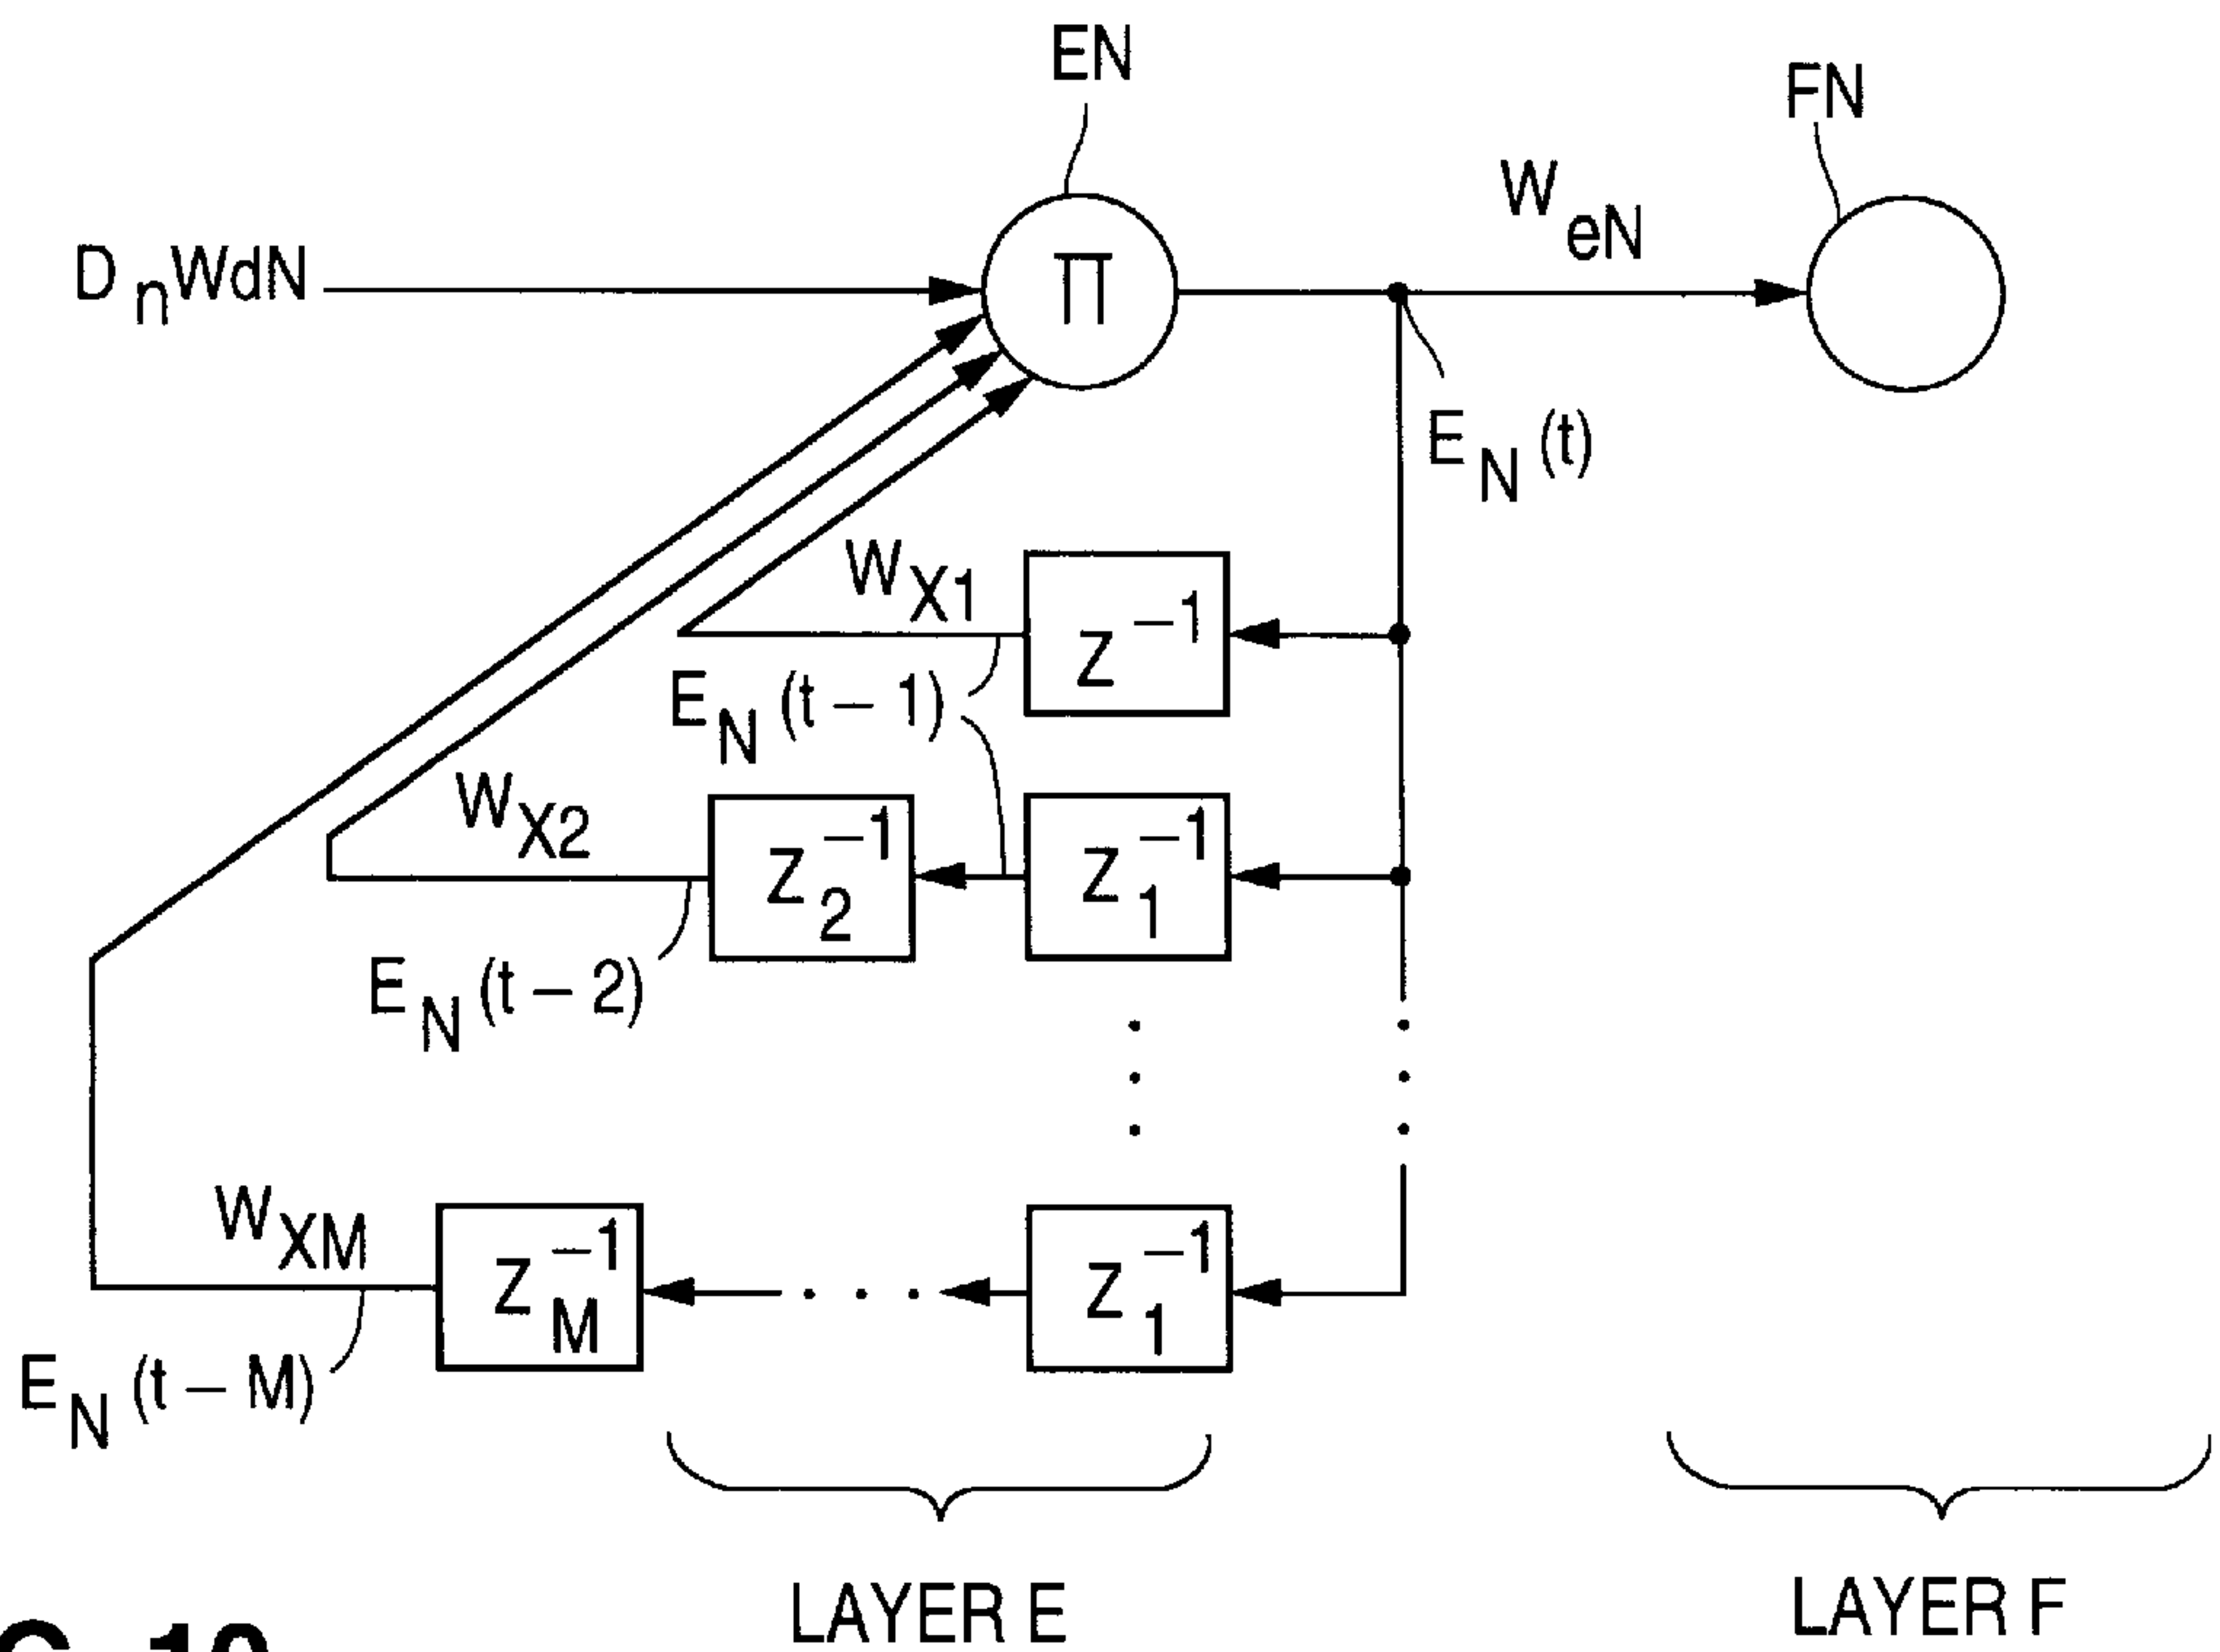 EN
FN
W eN
D n WdN
Π
E N (t)
W X1
Z −1
E N (t − 1)
W X2
Z 2 −1
Z 1 −1
E N (t − 2)
W XM
Z M −1
Z 1 −1
E N (t − M)
LAYER E
LAYER F